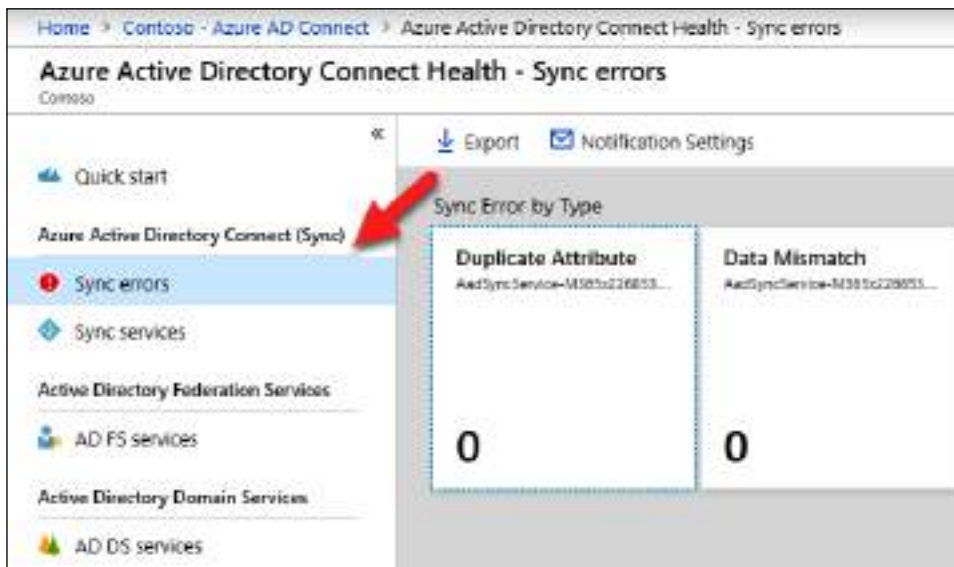 Home > Contoso - Azure AD Connect > Azure Active Directory Connect Health - Sync errors
Azure Active Directory Connect Health - Sync errors
Contoso
«
Export
Notification Settings
Quick start
Azure Active Directory Connect (Sync)
Sync errors
Sync services
Active Directory Federation Services
AD FS services
Active Directory Domain Services
AD DS services
Sync Error by Type
Duplicate Attribute
0
Data Mismatch
0